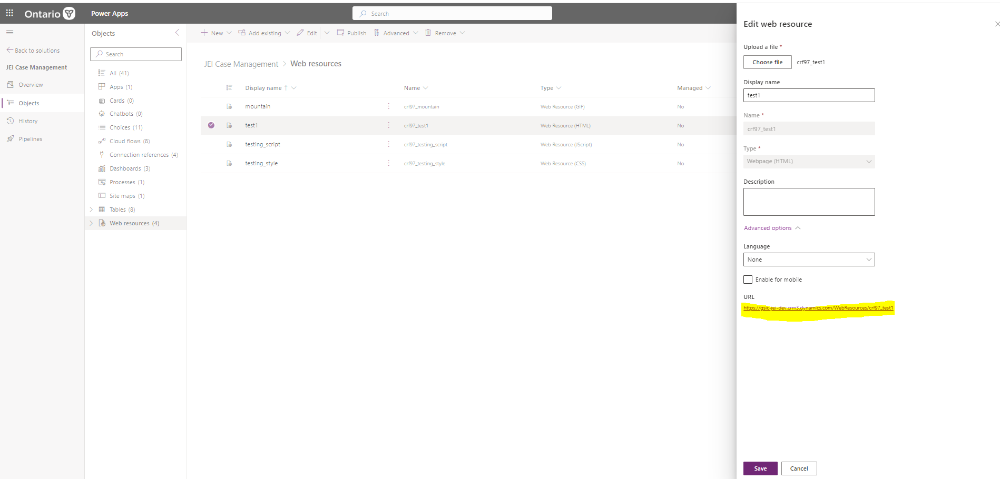 Ontario
Power Apps
Search
Back to solutions
JEI Case Management
Overview
Objects
History
Pipelines
Objects
Search
All (41)
Apps (1)
Cards (0)
Chatbots (0)
Choices (11)
Cloud flows (8)
Connection references (4)
Dashboards (3)
Processes (1)
Site maps (1)
Tables (8)
Web resources (4)
New Add existing Edit Publish Advanced Remove
JEI Case Management > Web resources
Display name ↑ Name Type Managed
mountain crf97_mountain Web Resource (GIF) No
test1 crf97_test1 Web Resource (HTML) No
testing_script crf97_testing_script Web Resource (JScript) No
testing_style crf97_testing_style Web Resource (CSS) No
Edit web resource
Upload a file *
Choose file crf97_test1
Display name
test1
Name *
crf97_test1
Type *
Webpage (HTML)
Description
Advanced options
Language
None
Enable for mobile
URL
https://gsic-jei-dev.crm3.dynamics.com/WebResources/crf97_test1
Save Cancel